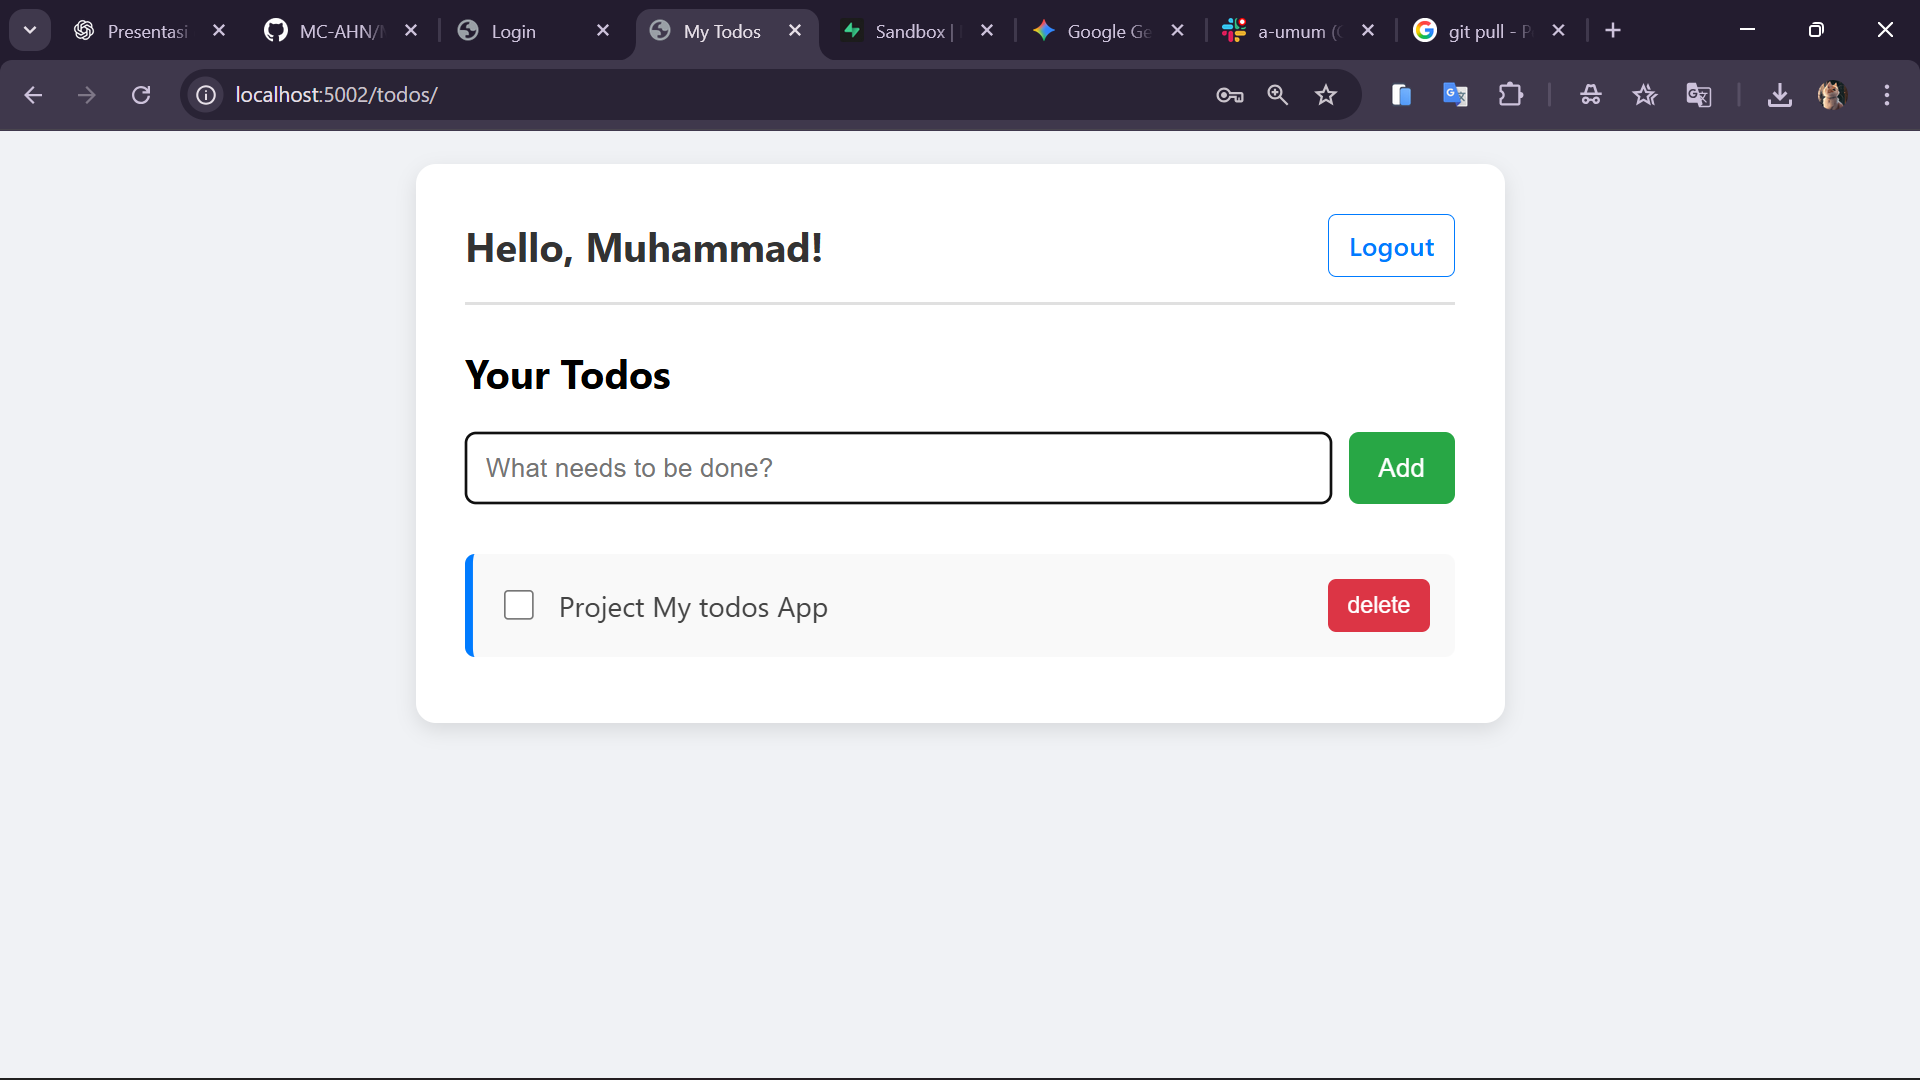 Presentasi
MC-AHN/
Login
My Todos
Sandbox |
Google Ge
a-umum (
git pull - P
localhost:5002/todos/
Hello, Muhammad!
Logout
Your Todos
What needs to be done?
Add
Project My todos App
delete